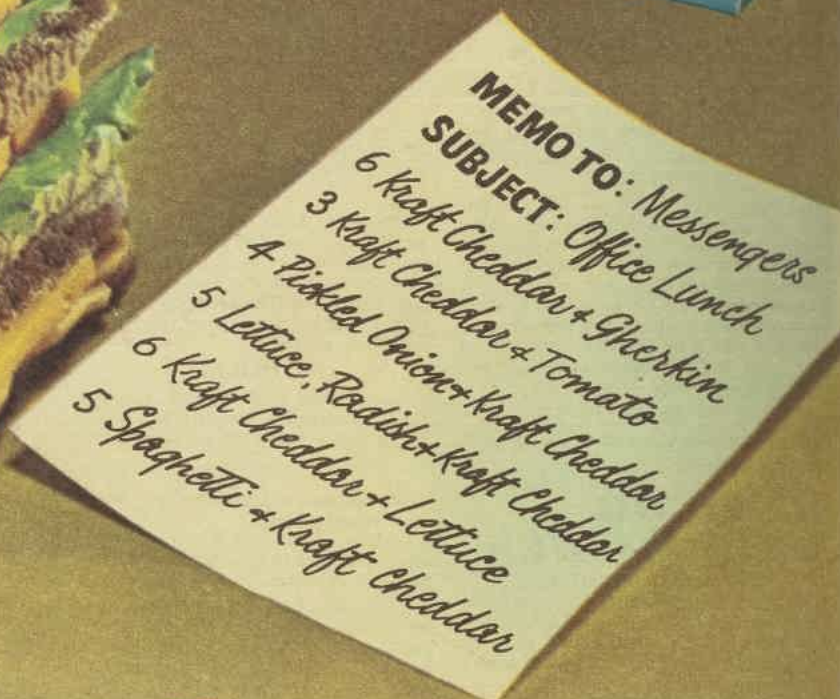 MEMO TO: Messengers
SUBJECT: Office Lunch
6 Kraft Cheddar + Gherkin
3 Kraft Cheddar + Tomato
4 Pickled Onion + Kraft Cheddar
5 Lettuce, Radish + Kraft Cheddar
6 Kraft Cheddar + Lettuce
5 Spaghetti + Kraft Cheddar